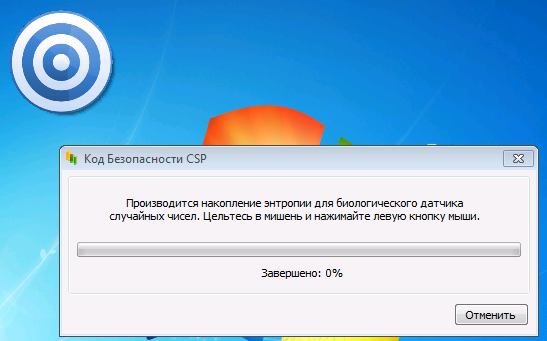 Код Безопасности CSP
Производится накопление энтропии для биологического датчика
случайных чисел. Цельтесь в мишень и нажимайте левую кнопку мыши.
Завершено: 0%
Отменить